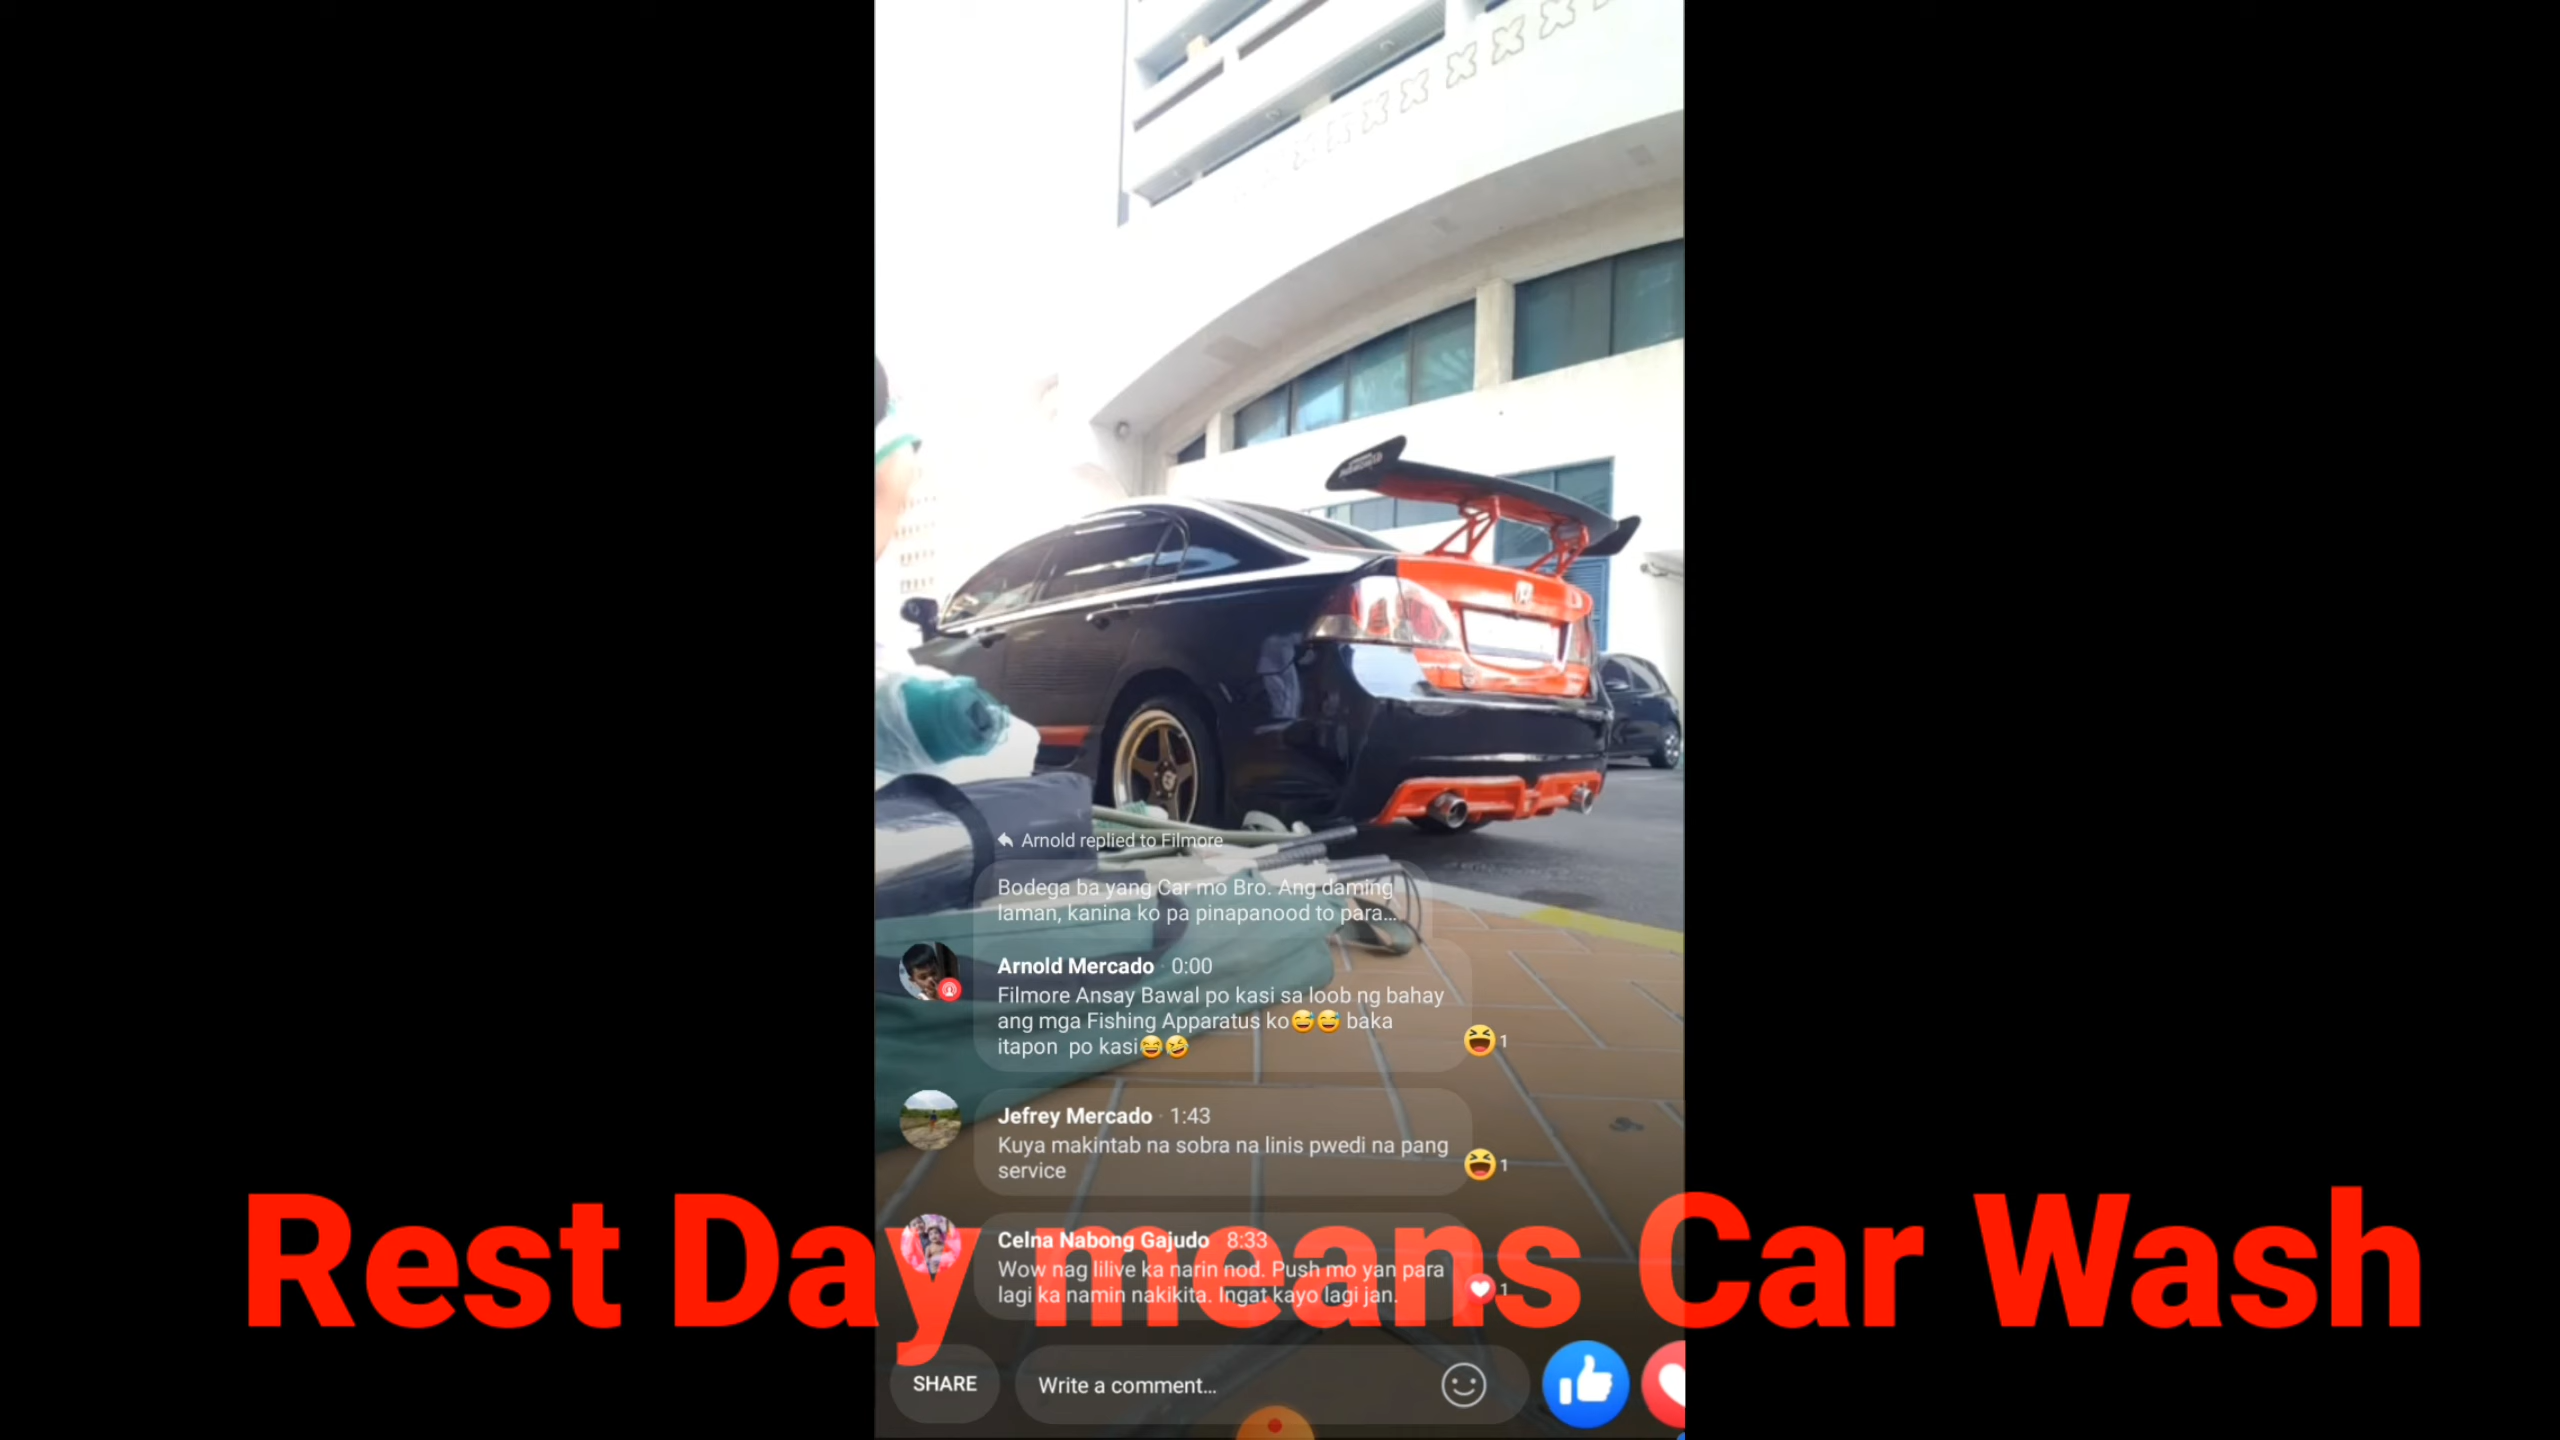 Arnold replied to Filmore
Bodega ba yang Car mo Bro. Ang daming
laman, kanina ko pa pinapanood to para...
Arnold Mercado · 0:00
Filmore Ansay Bawal po kasi sa loob ng bahay
ang mga Fishing Apparatus ko😅😅 baka
itapon po kasi😂🤣
1
Jefrey Mercado · 1:43
Kuya makintab na sobra na linis pwedi na pang
service
1
Celna Nabong Gajudo · 8:33
Wow nag lilive ka narin nod. Push mo yan para
lagi ka namin nakikita. Ingat kayo lagi jan.
1
Rest Day means Car Wash
SHARE
Write a comment...